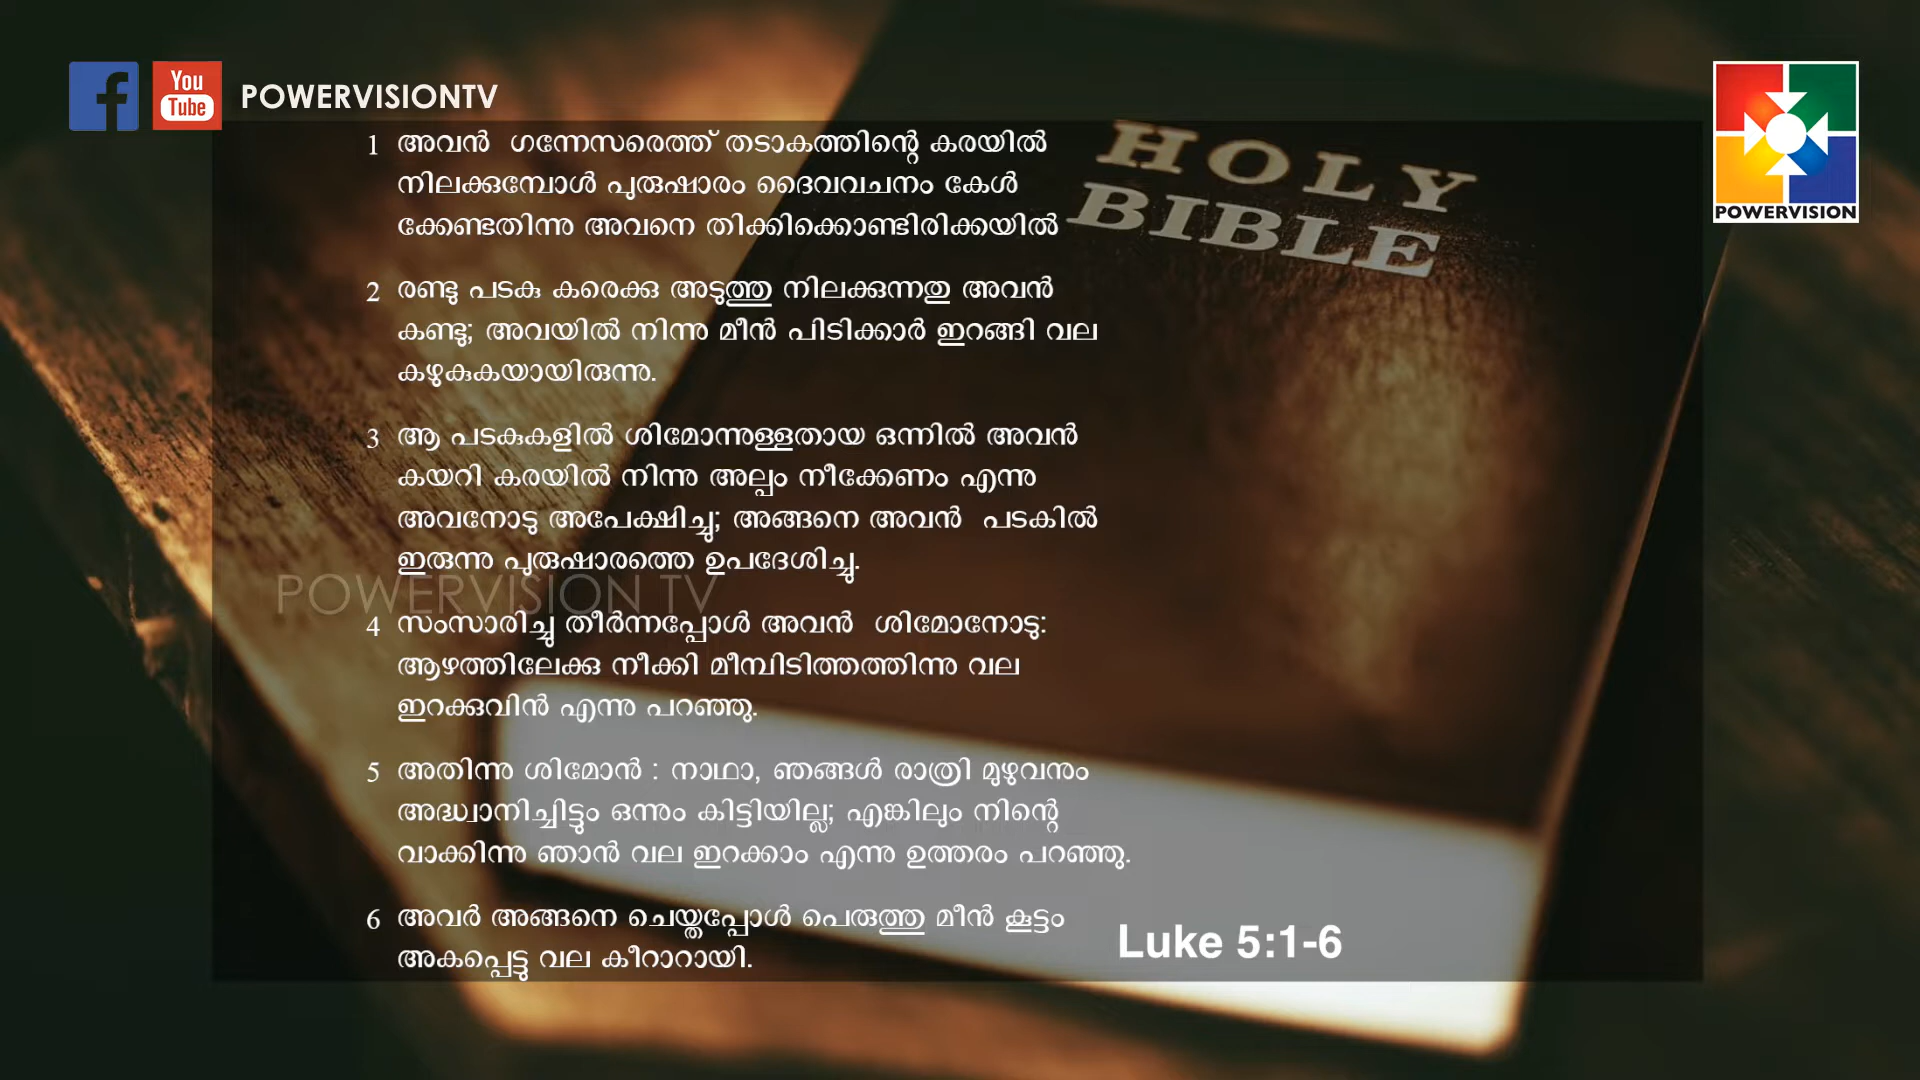 You
Tube
POWERVISIONTV
POWERVISION
HOLY
BIBLE
1 അവൻ ഗന്നേസരെത്ത് തടാകത്തിന്റെ കരയിൽ
നിലക്കുമ്പോൾ പുരുഷാരം ദൈവവചനം കേൾ
ക്കേണ്ടതിന്നു അവനെ തിക്കിക്കൊണ്ടിരിക്കയിൽ
2 രണ്ടു പടകു കരെക്കു അടുത്തു നിലക്കുന്നതു അവൻ
കണ്ടു; അവയിൽ നിന്നു മീൻ പിടിക്കാർ ഇറങ്ങി വല
കഴുകുകയായിരുന്നു.
3 ആ പടകുകളിൽ ശിമോന്നുള്ളതായ ഒന്നിൽ അവൻ
കയറി കരയിൽ നിന്നു അല്പം നീക്കേണം എന്നു
അവനോടു അപേക്ഷിച്ചു; അങ്ങനെ അവൻ പടകിൽ
ഇരുന്നു പുരുഷാരത്തെ ഉപദേശിച്ചു.
POWERVISION TV
4 സംസാരിച്ചു തീർന്നപ്പോൾ അവൻ ശിമോനോടു:
ആഴത്തിലേക്കു നീക്കി മീമ്പിടിത്തത്തിന്നു വല
ഇറക്കുവിൻ എന്നു പറഞ്ഞു.
5 അതിന്നു ശിമോൻ : നാഥാ, ഞങ്ങൾ രാത്രി മുഴുവനും
അദ്ധ്വാനിച്ചിട്ടും ഒന്നും കിട്ടിയില്ല; എങ്കിലും നിന്റെ
വാക്കിന്നു ഞാൻ വല ഇറക്കാം എന്നു ഉത്തരം പറഞ്ഞു.
6 അവർ അങ്ങനെ ചെയ്തപ്പോൾ പെരുത്തു മീൻ കൂട്ടം
അകപ്പെട്ടു വല കീറാറായി.
Luke 5:1-6